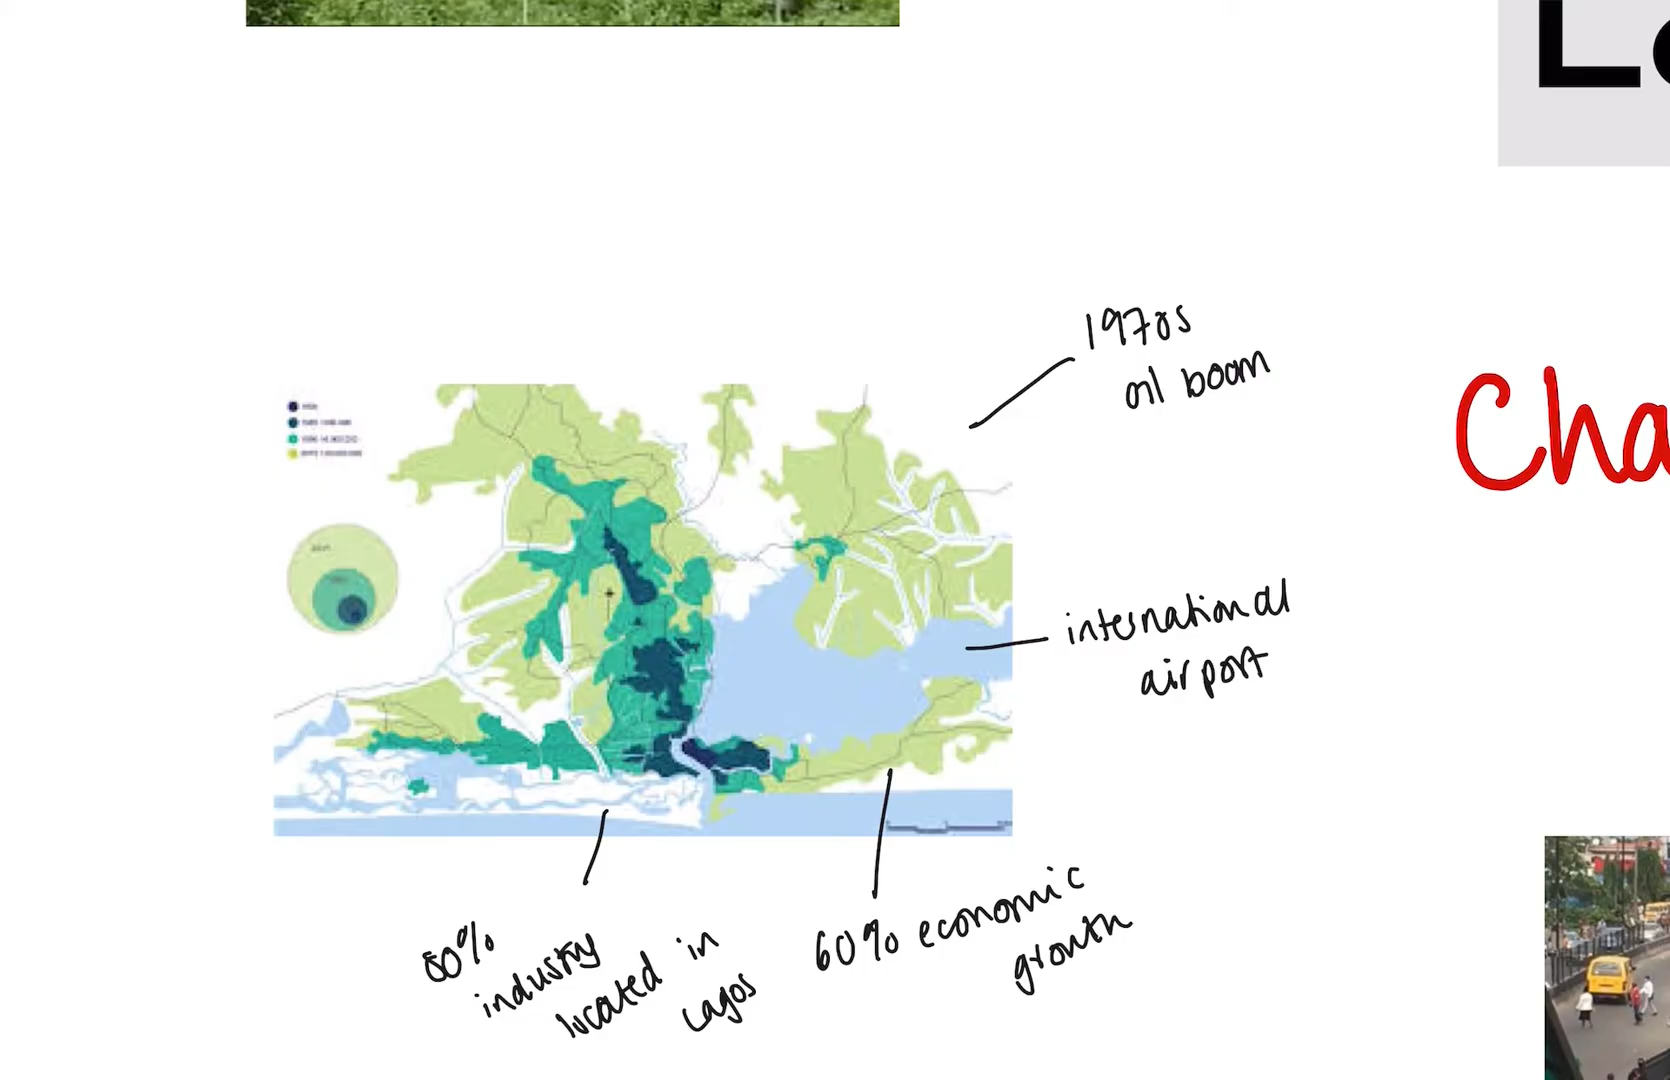 1970s
oil boom
Cha
international
airport
80%
industry
located in
Lagos
60% economic
growth